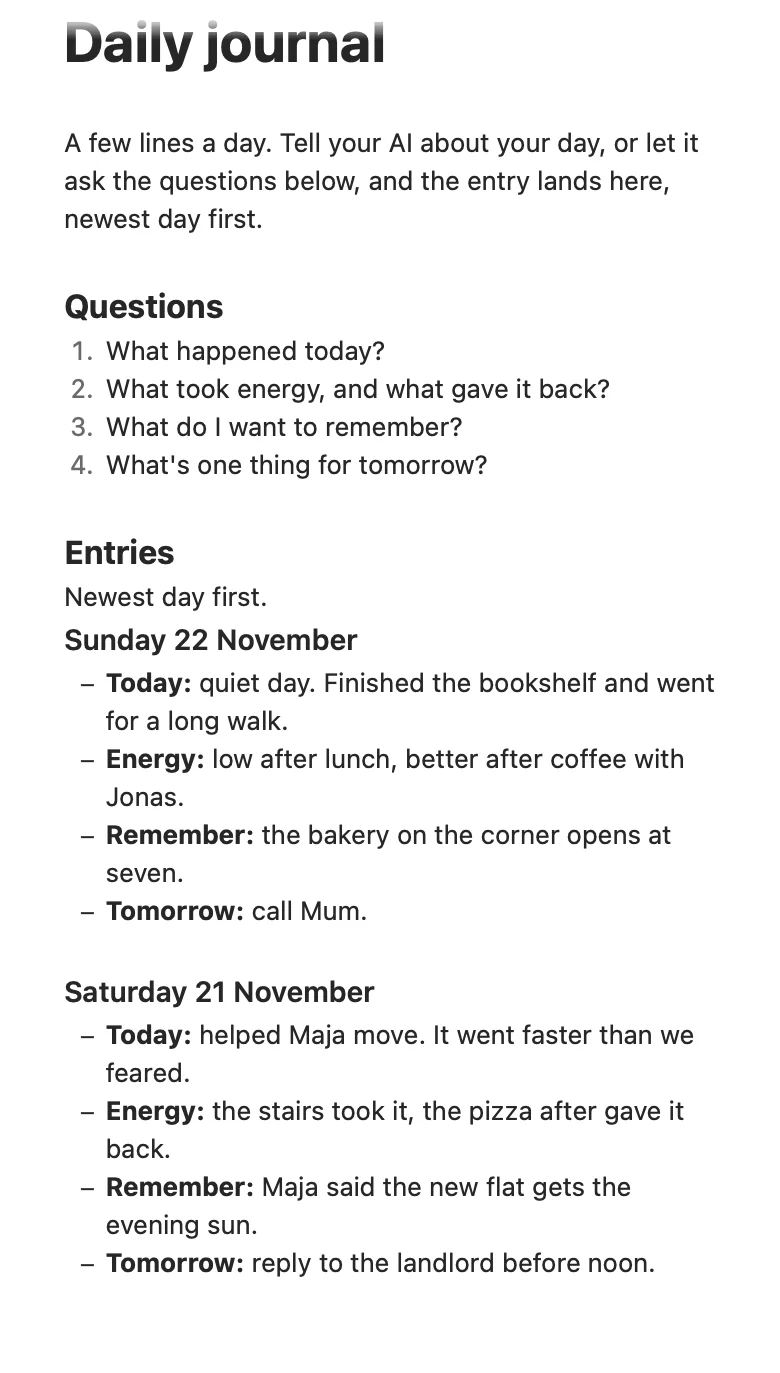 Daily journal
A few lines a day. Tell your AI about your day, or let it
ask the questions below, and the entry lands here,
newest day first.
Questions
1. What happened today?
2. What took energy, and what gave it back?
3. What do I want to remember?
4. What's one thing for tomorrow?
Entries
Newest day first.
Sunday 22 November
– Today: quiet day. Finished the bookshelf and went
for a long walk.
– Energy: low after lunch, better after coffee with
Jonas.
– Remember: the bakery on the corner opens at
seven.
– Tomorrow: call Mum.
Saturday 21 November
– Today: helped Maja move. It went faster than we
feared.
– Energy: the stairs took it, the pizza after gave it
back.
– Remember: Maja said the new flat gets the
evening sun.
– Tomorrow: reply to the landlord before noon.